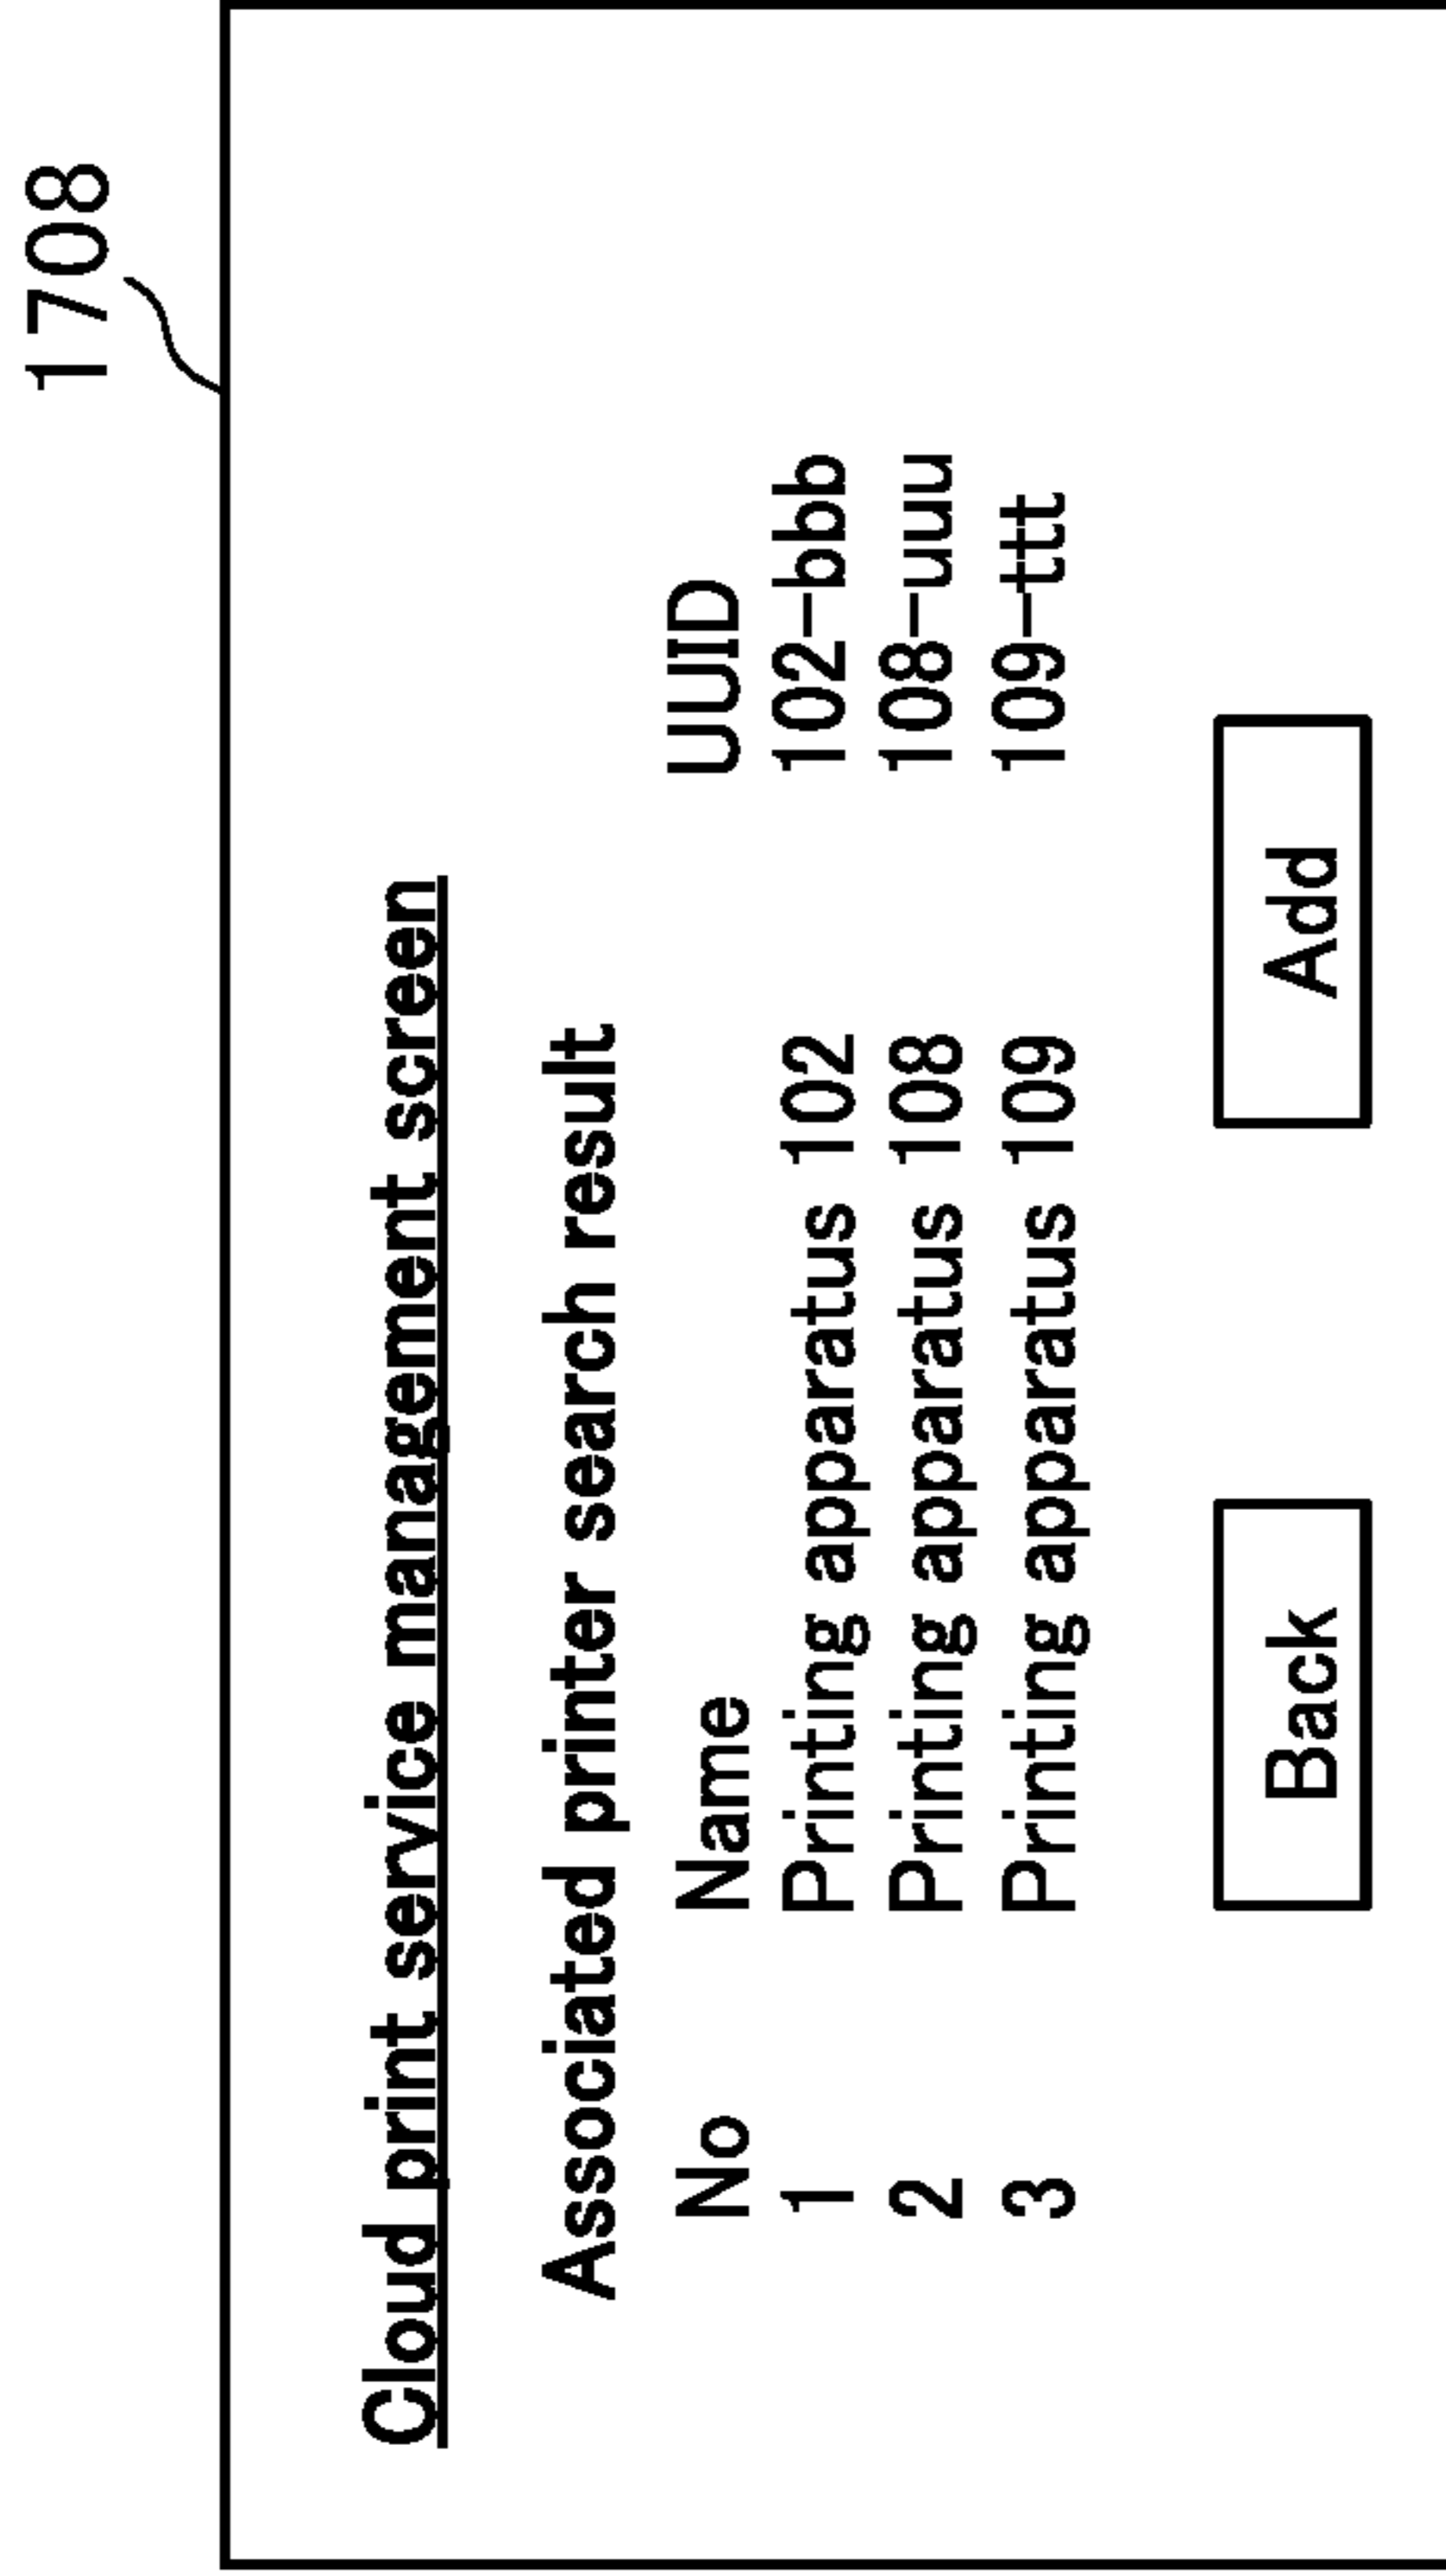 1708
Cloud print service management screen
Associated printer search result
No Name UUID
1 Printing apparatus 102 102-bbb
2 Printing apparatus 108 108-uuu
3 Printing apparatus 109 109-ttt
Back Add